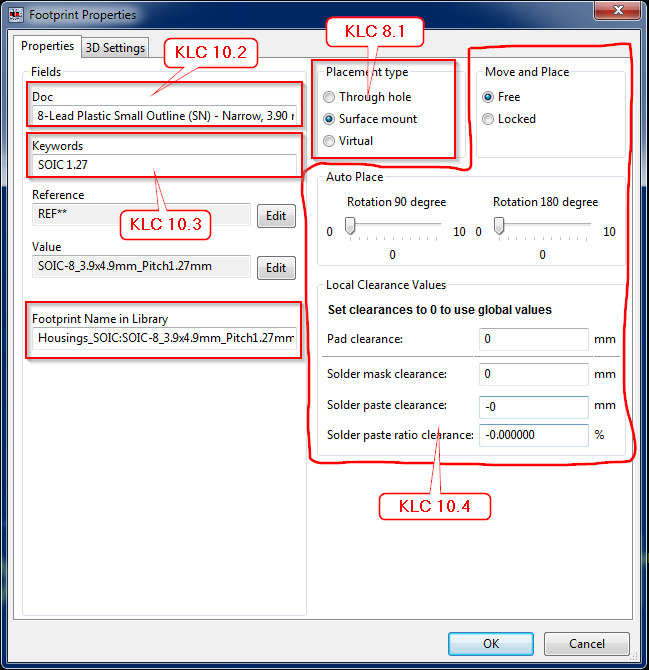 Footprint Properties
Properties
3D Settings
KLC 10.2
KLC 8.1
Fields
Doc
8-Lead Plastic Small Outline (SN) - Narrow, 3.90
Keywords
SOIC 1.27
Reference
REF**
Edit
KLC 10.3
Value
SOIC-8_3.9x4.9mm_Pitch1.27mm
Edit
Footprint Name in Library
Housings_SOIC:SOIC-8_3.9x4.9mm_Pitch1.27mm
Placement type
Through hole
Surface mount
Virtual
Move and Place
Free
Locked
Auto Place
Rotation 90 degree
0 10
0
Rotation 180 degree
0 10
0
Local Clearance Values
Set clearances to 0 to use global values
Pad clearance: 0 mm
Solder mask clearance: 0 mm
Solder paste clearance: -0 mm
Solder paste ratio clearance: -0.000000 %
KLC 10.4
OK
Cancel